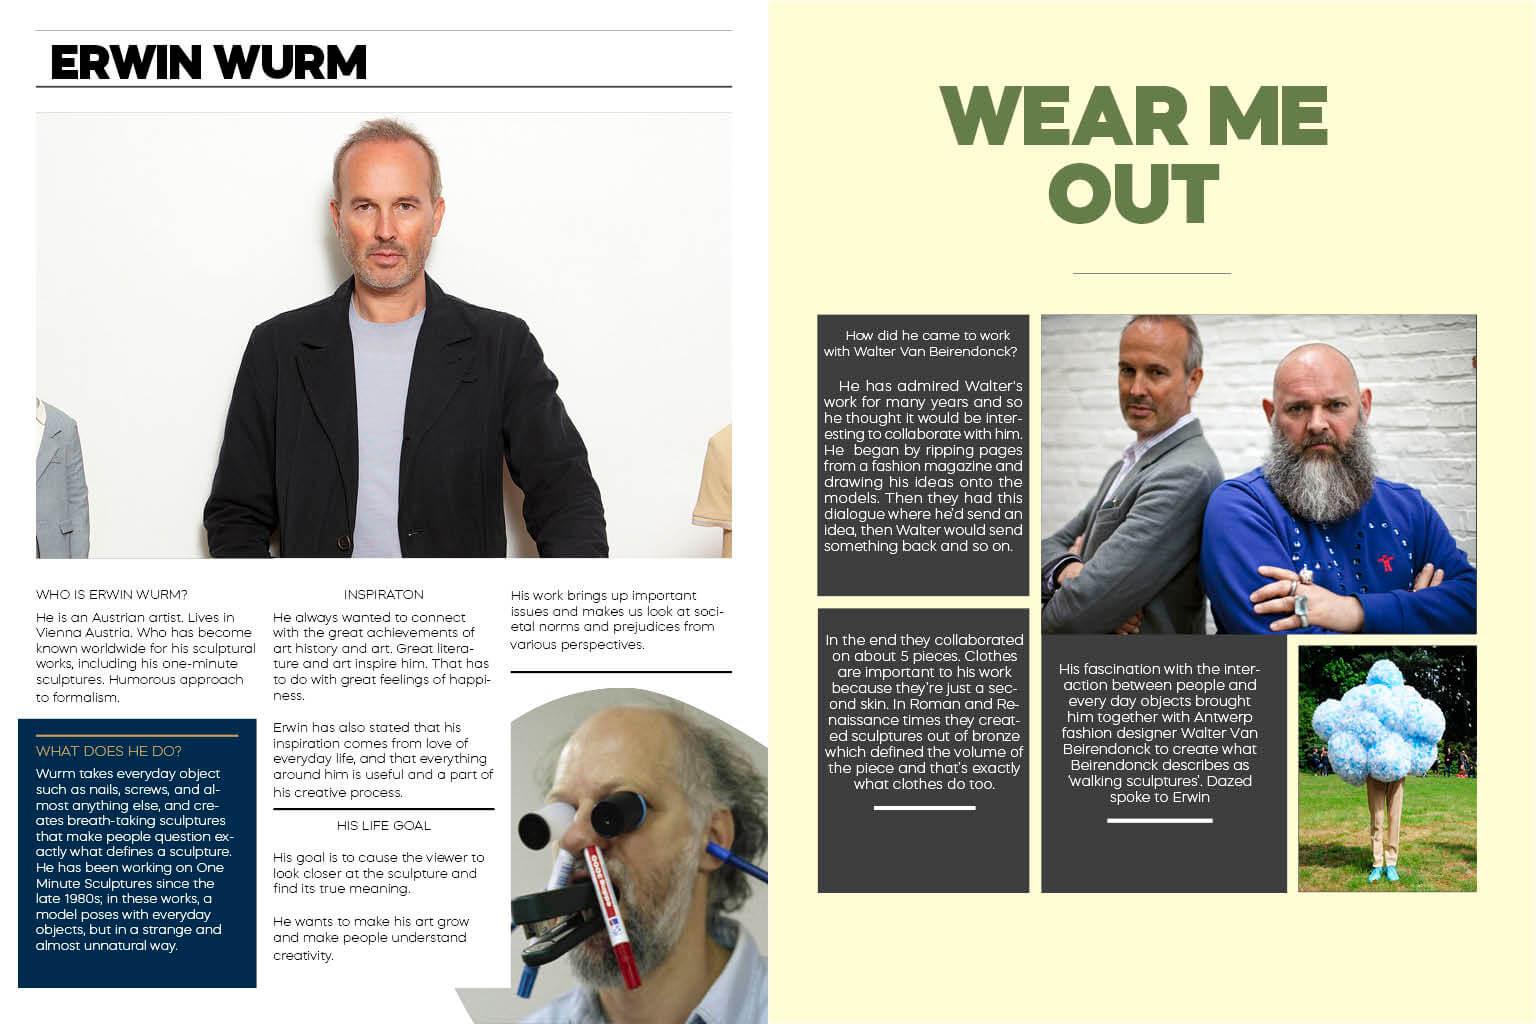 ERWIN WURM
WHO IS ERWIN WURM?
He is an Austrian artist. Lives in
Vienna Austria. Who has become
known worldwide for his sculptural
works, including his one-minute
sculptures. Humorous approach
to formalism.
WHAT DOES HE DO?
Wurm takes everyday object
such as nails, screws, and al-
most anything else, and cre-
ates breath-taking sculptures
that make people question ex-
actly what defines a sculpture.
He has been working on One
Minute Sculptures since the
late 1980s; in these works, a
model poses with everyday
objects, but in a strange and
almost unnatural way.
INSPIRATON
He always wanted to connect
with the great achievements of
art history and art. Great litera-
ture and art inspire him. That has
to do with great feelings of happi-
ness.
Erwin has also stated that his
inspiration comes from love of
everyday life, and that everything
around him is useful and a part of
his creative process.
HIS LIFE GOAL
His goal is to cause the viewer to
look closer at the sculpture and
find its true meaning.
He wants to make his art grow
and make people understand
creativity.
His work brings up important
issues and makes us look at soci-
etal norms and prejudices from
various perspectives.
WEAR ME
OUT
How did he came to work
with Walter Van Beirendonck?
He has admired Walter's
work for many years and so
he thought it would be inter-
esting to collaborate with him.
He began by ripping pages
from a fashion magazine and
drawing his ideas onto the
models. Then they had this
dialogue where he'd send an
idea, then Walter would send
something back and so on.
In the end they collaborated
on about 5 pieces. Clothes
are important to his work
because they're just a sec-
ond skin. In Roman and Re-
naissance times they creat-
ed sculptures out of bronze
which defined the volume of
the piece and that's exactly
what clothes do too.
His fascination with the inter-
action between people and
every day objects brought
him together with Antwerp
fashion designer Walter Van
Beirendonck to create what
Beirendonck describes as
'walking sculptures'. Dazed
spoke to Erwin